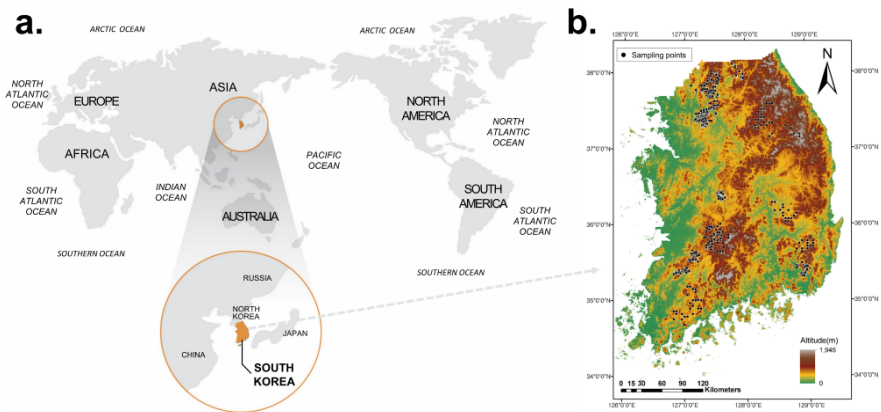 a.
ARCTIC OCEAN
ARCTIC OCEAN
NORTH
ATLANTIC
OCEAN
EUROPE
ASIA
NORTH
AMERICA
NORTH
ATLANTIC
OCEAN
AFRICA
PACIFIC
OCEAN
SOUTH
ATLANTIC
OCEAN
INDIAN
OCEAN
AUSTRALIA
SOUTH
AMERICA
SOUTH
ATLANTIC
OCEAN
SOUTHERN OCEAN
SOUTHERN OCEAN
RUSSIA
NORTH
KOREA
JAPAN
CHINA
SOUTH
KOREA
b.
126°0'0"E 127°0'0"E 128°0'0"E 129°0'0"E
Sampling points
N
38°0'0"N 38°0'0"N
37°0'0"N 37°0'0"N
36°0'0"N 36°0'0"N
35°0'0"N 35°0'0"N
34°0'0"N 34°0'0"N
Altitude(m)
1,945
0
0 15 30 60 90 120
Kilometers
126°0'0"E 127°0'0"E 128°0'0"E 129°0'0"E